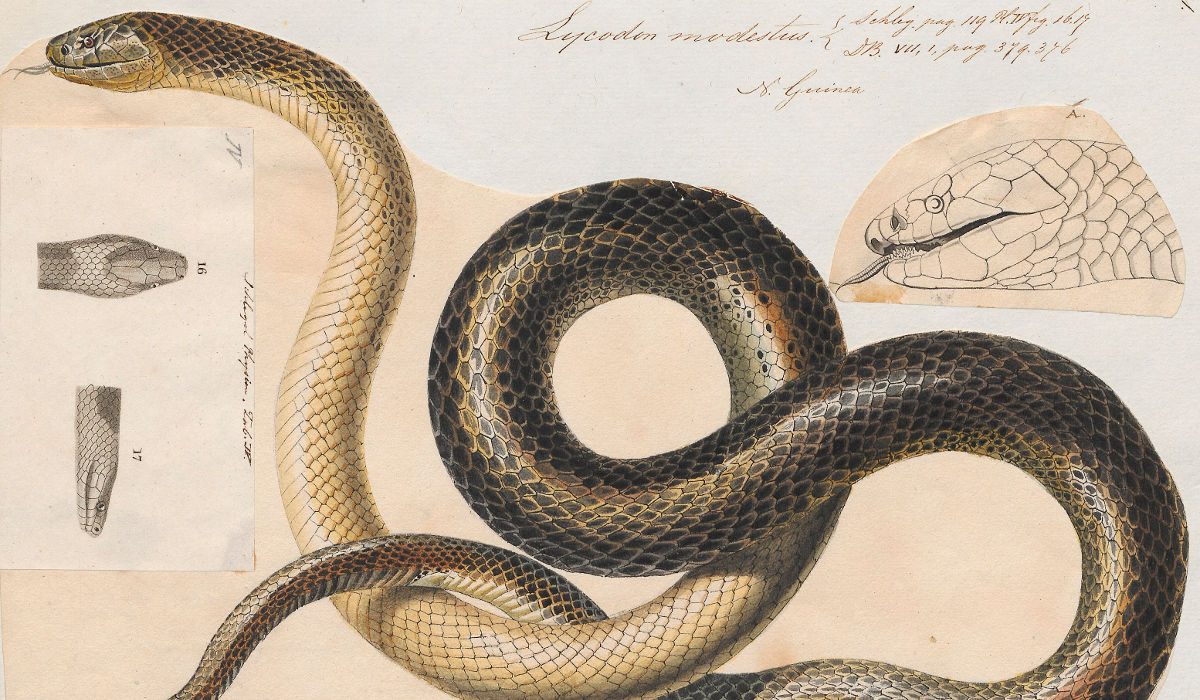 Lycodon modestus. { Schleg. pag. 119 Pl. IV fig. 16. 17
DB. VII, 1, pag. 379. 376
N. Guinea
A.
IV
16
Schlegel Physion. Tab. IV
17